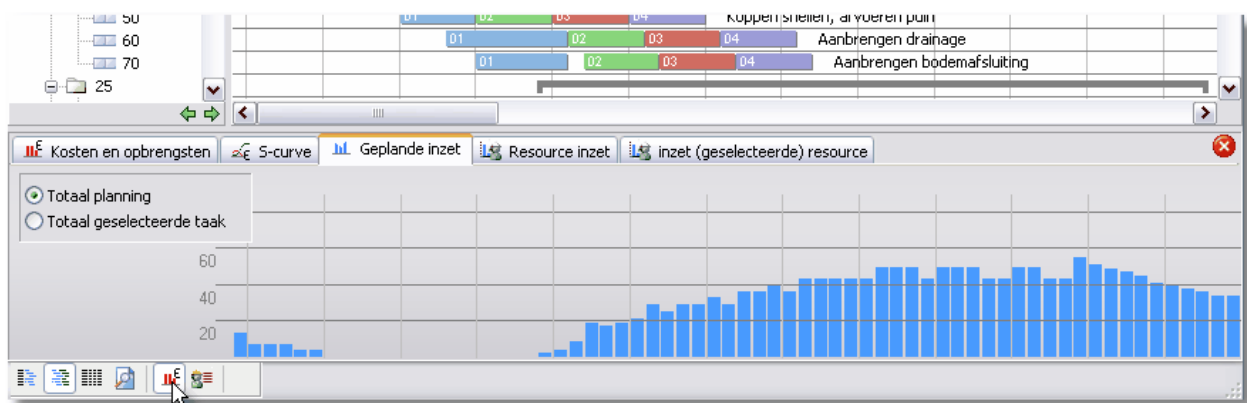 50 01 02 03 04 Koppen snellen, afvoeren puin
60 01 02 03 04 Aanbrengen drainage
70 01 02 03 04 Aanbrengen bodemafsluiting
25
Kosten en opbrengsten S-curve Geplande inzet Resource inzet inzet (geselecteerde) resource
Totaal planning
Totaal geselecteerde taak
60
40
20